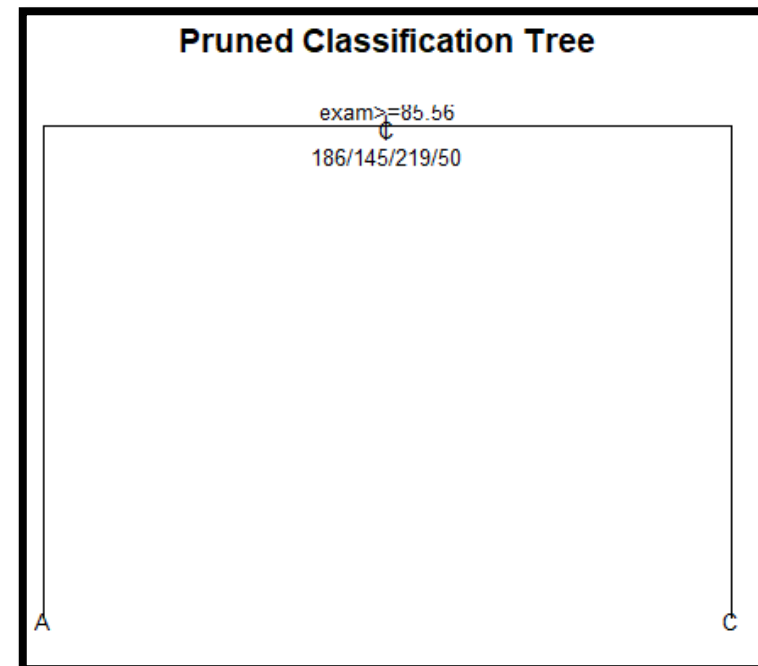 Pruned Classification Tree
exam>=85.56
C
186/145/219/50
A C